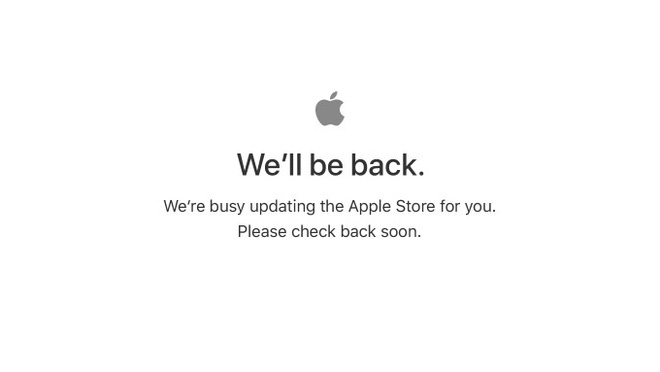 We’ll be back.
We’re busy updating the Apple Store for you.
Please check back soon.